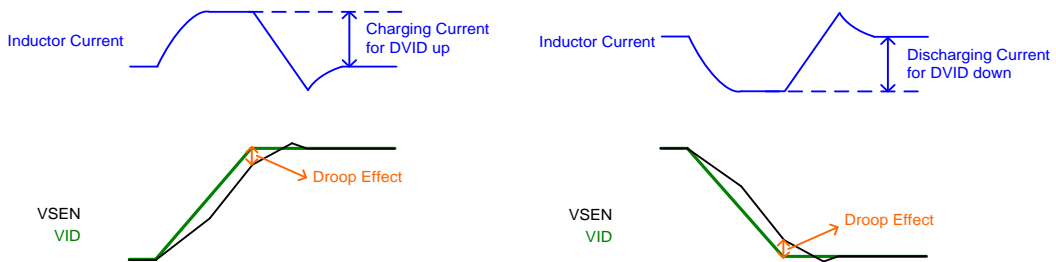 Inductor Current
Charging Current
for DVID up
Droop Effect
VSEN
VID
Inductor Current
Discharging Current
for DVID down
Droop Effect
VSEN
VID